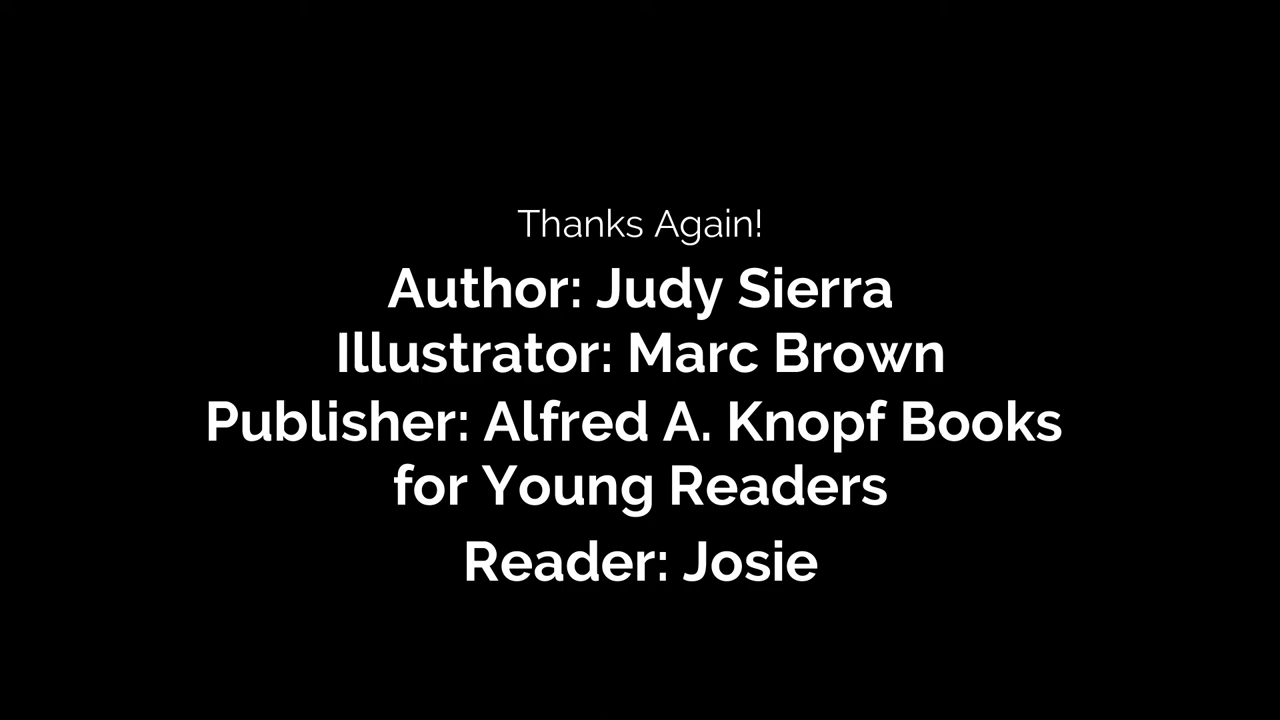 Thanks Again!
Author: Judy Sierra
Illustrator: Marc Brown
Publisher: Alfred A. Knopf Books
for Young Readers
Reader: Josie